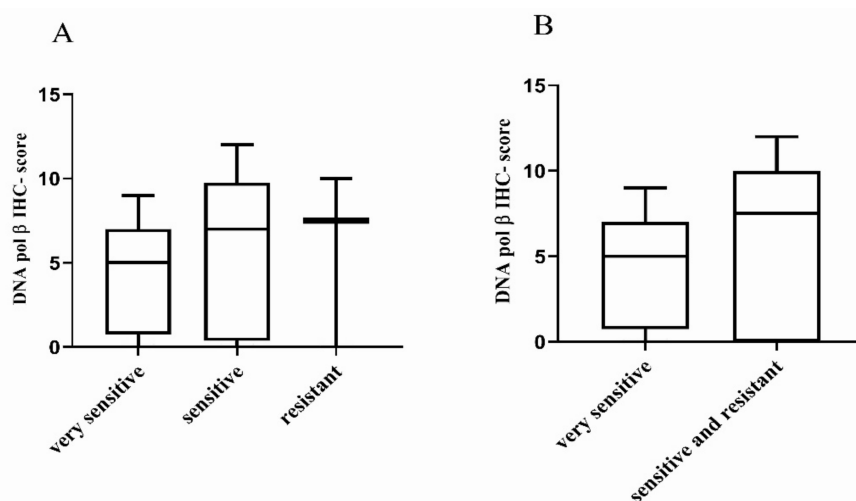 A
DNA pol β IHC- score
15
10
5
0
very sensitive
sensitive
resistant
B
DNA pol β IHC- score
15
10
5
0
very sensitive
sensitive and resistant